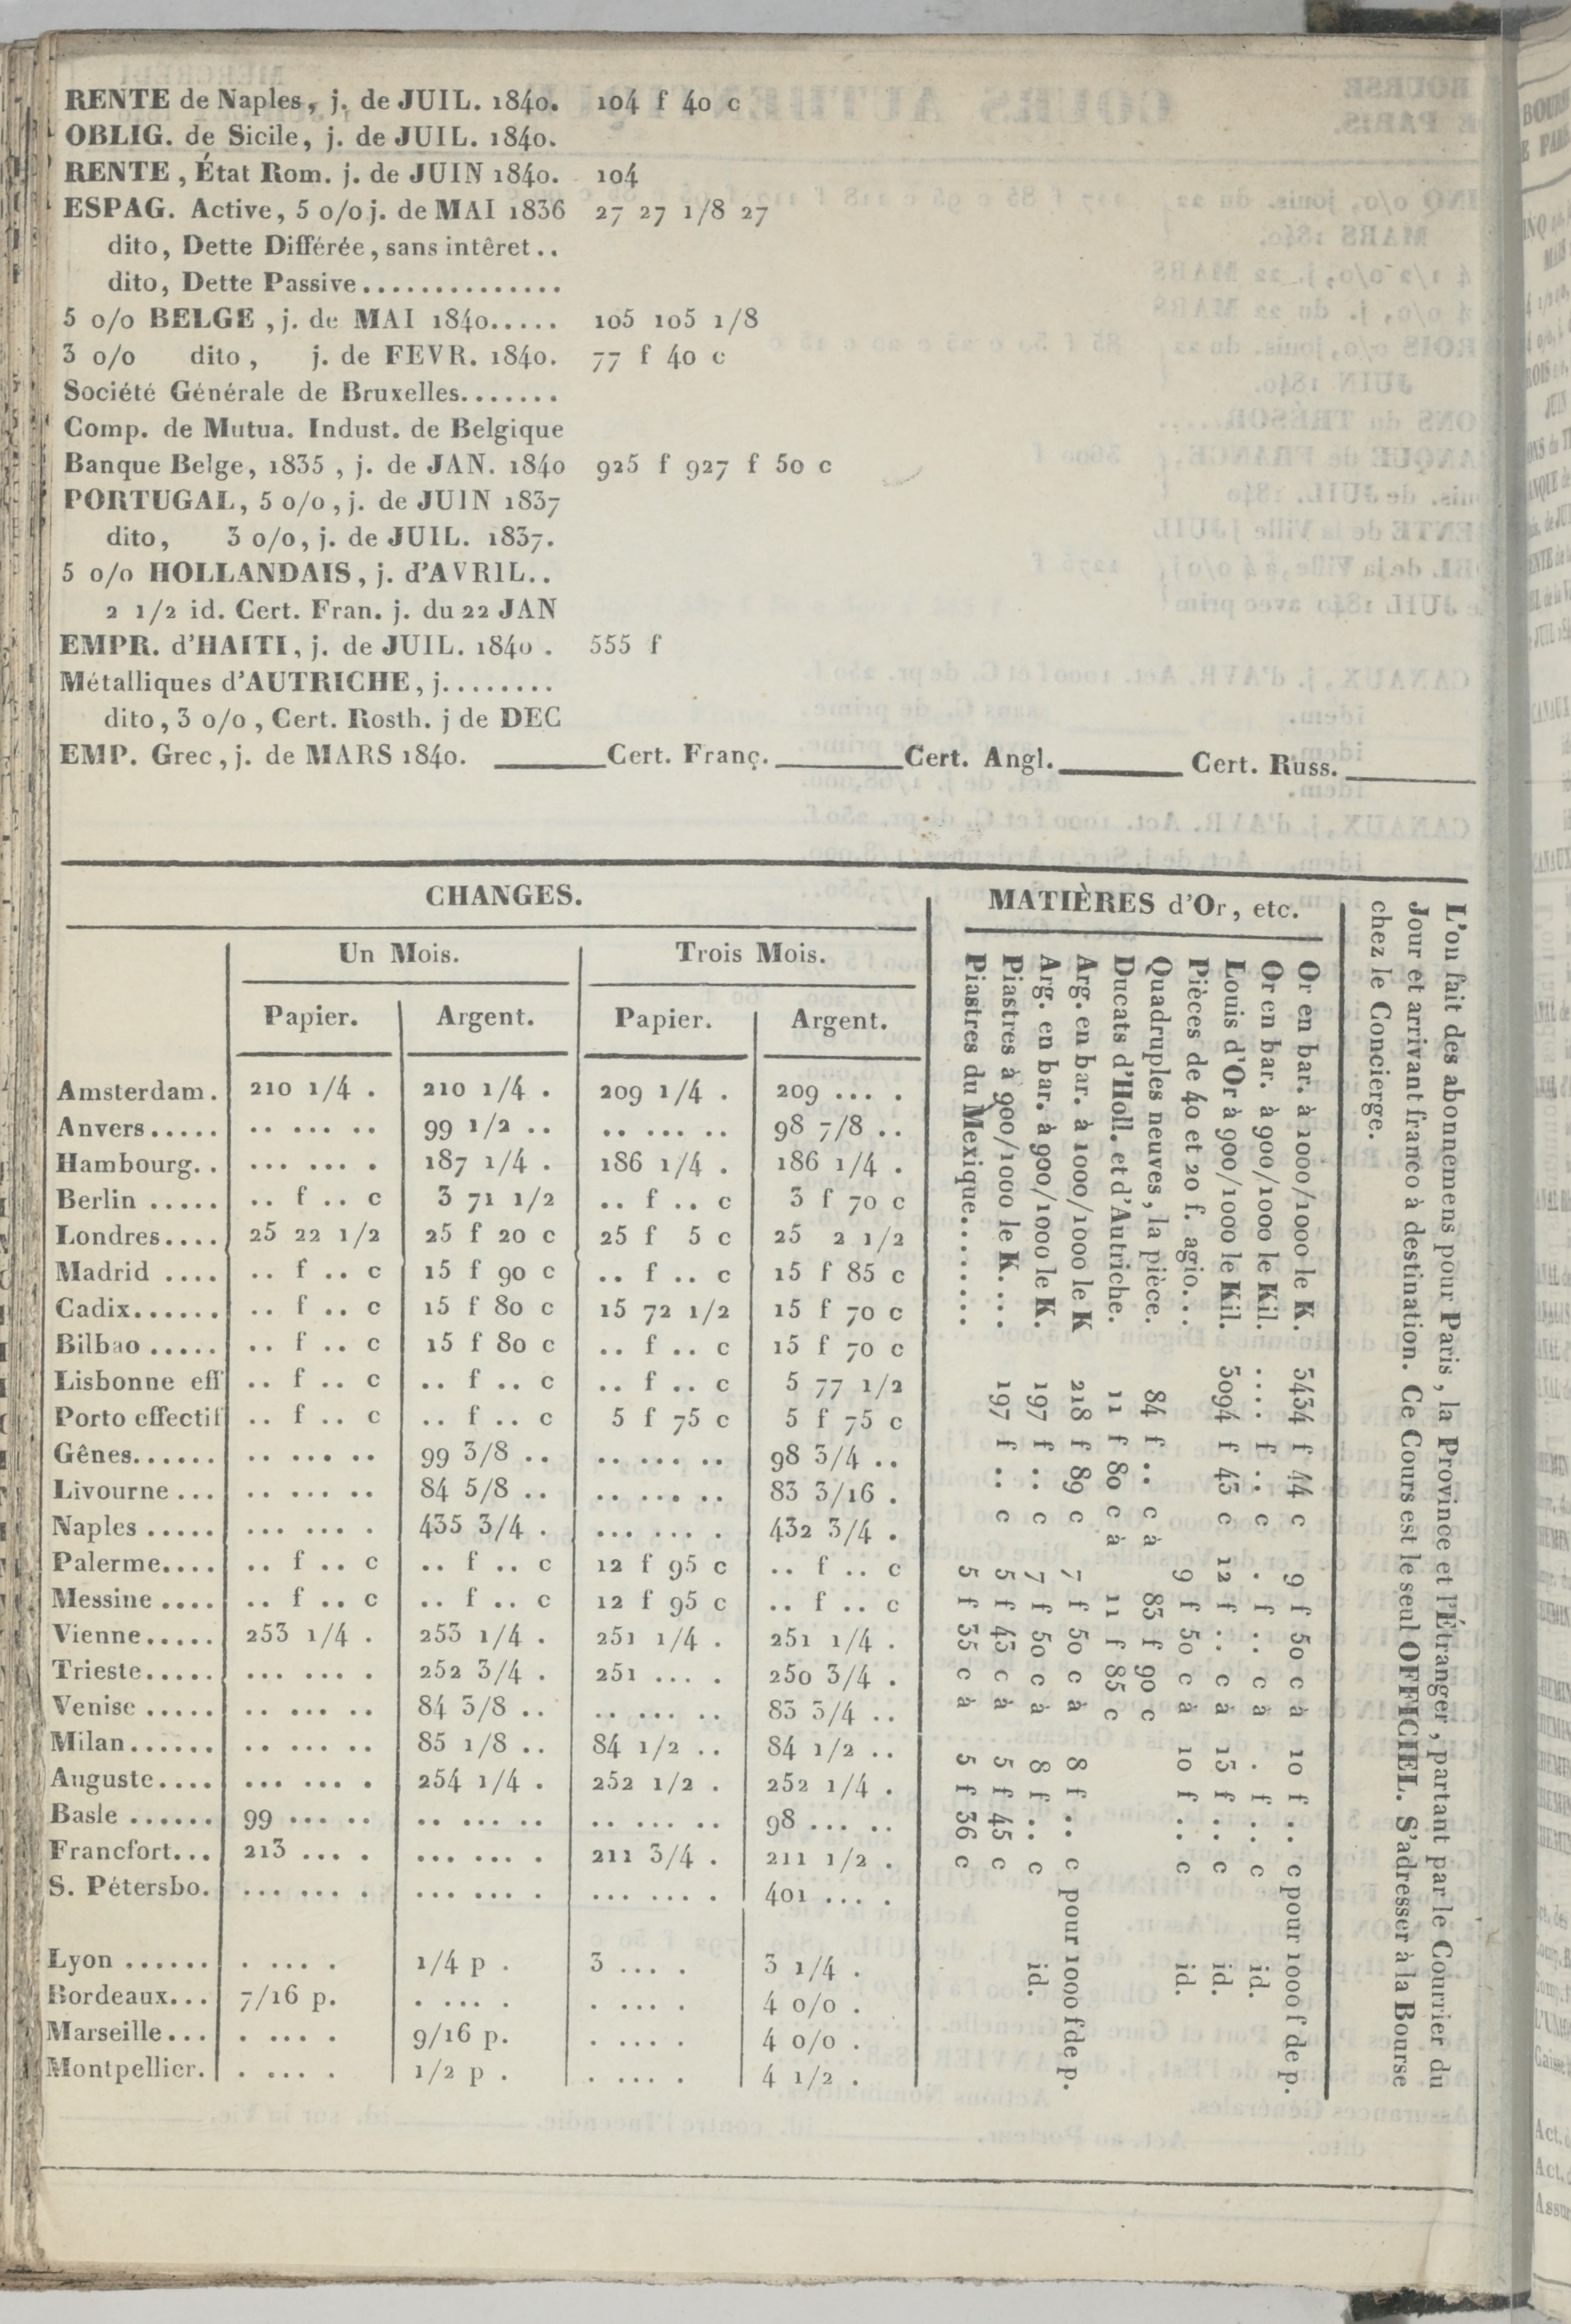 RENTE de Naples, j. de JUIL. 1840. 104 f 40 c
OBLIG. de Sicile, j. de JUIL. 1840.
RENTE, État Rom. j. de JUIN 1840. 104
ESPAG. Active, 5 o/o j. de MAI 1836 27 27 1/8 27
dito, Dette Différée, sans intêret..
dito, Dette Passive..............
5 o/o BELGE, j. de MAI 1840..... 105 105 1/8
3 o/o dito, j. de FEVR. 1840. 77 f 40 c
Société Générale de Bruxelles.......
Comp. de Mutua. Indust. de Belgique
Banque Belge, 1835, j. de JAN. 1840 925 f 927 f 50 c
PORTUGAL, 5 o/o, j. de JUIN 1837
dito, 3 o/o, j. de JUIL. 1837.
5 o/o HOLLANDAIS, j. d'AVRIL..
2 1/2 id. Cert. Fran. j. du 22 JAN
EMPR. d'HAITI, j. de JUIL. 1840. 555 f
Métalliques d'AUTRICHE, j........
dito, 3 o/o, Cert. Rosth. j de DEC
EMP. Grec, j. de MARS 1840. ______Cert. Franç.______Cert. Angl.______ Cert. Russ.______
CHANGES.
Un Mois. Trois Mois.
Papier. Argent. Papier. Argent.
Amsterdam. 210 1/4 . 210 1/4 . 209 1/4 . 209 ... .
Anvers..... .. ... .. 99 1/2 .. .. ... .. 98 7/8 ..
Hambourg.. ... ... . 187 1/4 . 186 1/4 . 186 1/4 .
Berlin ..... .. f .. c 3 71 1/2 .. f .. c 3 f 70 c
Londres.... 25 22 1/2 25 f 20 c 25 f 5 c 25 2 1/2
Madrid .... .. f .. c 15 f 90 c .. f .. c 15 f 85 c
Cadix...... .. f .. c 15 f 80 c 15 72 1/2 15 f 70 c
Bilbao ..... .. f .. c 15 f 80 c .. f .. c 15 f 70 c
Lisbonne eff .. f .. c .. f .. c .. f .. c 5 77 1/2
Porto effectif .. f .. c .. f .. c 5 f 75 c 5 f 75 c
Gênes...... .. ... .. 99 3/8 .. .. ... .. 98 3/4 ..
Livourne ... .. ... .. 84 5/8 .. .. ... .. 83 3/16 .
Naples ..... ... ... . 435 3/4 . ... ... . 432 3/4 .
Palerme.... .. f .. c .. f .. c 12 f 95 c .. f .. c
Messine .... .. f .. c .. f .. c 12 f 95 c .. f .. c
Vienne..... 253 1/4 . 253 1/4 . 251 1/4 . 251 1/4 .
Trieste..... ... ... . 252 3/4 . 251 ... . 250 3/4 .
Venise ..... .. ... .. 84 3/8 .. .. ... .. 83 3/4 ..
Milan...... .. ... .. 85 1/8 .. 84 1/2 .. 84 1/2 ..
Auguste.... ... ... . 254 1/4 . 252 1/2 . 252 1/4 .
Basle ...... 99 ... .. .. ... .. .. ... .. 98 ... ..
Francfort... 213 ... . ... ... . 211 3/4 . 211 1/2 .
S. Pétersbo. ... ... . ... ... . ... ... . 401 ... .
Lyon ...... . ... . 1/4 p . 3 ... . 3 1/4 .
Bordeaux... 7/16 p. . ... . . ... . 4 o/o .
Marseille... . ... . 9/16 p. . ... . 4 o/o .
Montpellier. . ... . 1/2 p . . ... . 4 1/2 .
MATIÈRES d'Or, etc.
Or en bar. à 1000/1000 le K. 5434 f 44 c 9 f 50 c à 10 f .. c pour 1000 f de p.
Or en bar. à 900/1000 le Kil. .... f .. c . f .. c à . f .. c id.
Louis d'Or à 900/1000 le Kil. 3094 f 43 c 12 f .. c à 15 f .. c id.
Pièces de 40 et 20 f. agio... 9 f 50 c à 10 f .. c id.
Quadruples neuves, la pièce. 84 f .. c à 83 f 90 c
Ducats d'Holl. et d'Autriche. 11 f 80 c à 11 f 85 c
Arg. en bar. à 1000/1000 le K 218 f 89 c 7 f 50 c à 8 f .. c pour 1000 f de p.
Arg. en bar. à 900/1000 le K. 197 f .. c 7 f 50 c à 8 f .. c id.
Piastres à 900/1000 le K.... 197 f .. c 5 f 43 c à 5 f 45 c
Piastres du Mexique....... 5 f 35 c à 5 f 36 c
L'on fait des abonnemens pour Paris, la Province et l'Étranger, partant par le Courrier du
Jour et arrivant franco à destination. Ce Cours est le seul OFFICIEL. S'adresser à la Bourse
chez le Concierge.